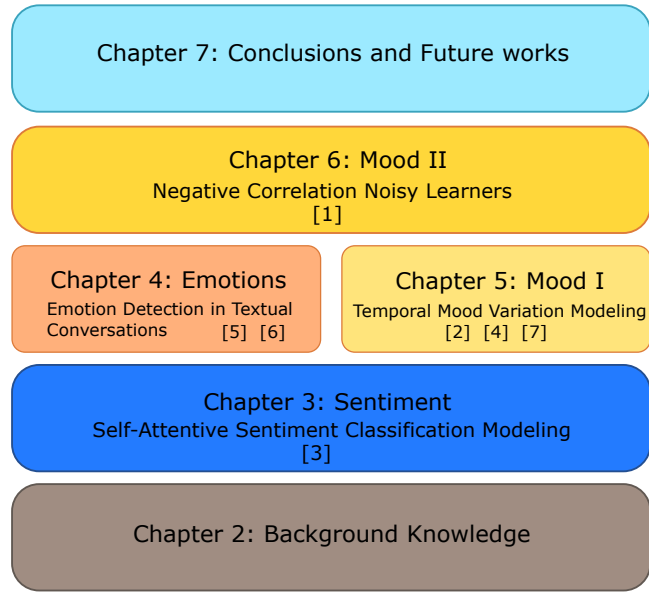 Chapter 7: Conclusions and Future works
Chapter 6: Mood II
Negative Correlation Noisy Learners
[1]
Chapter 4: Emotions
Emotion Detection in Textual
Conversations [5] [6]
Chapter 5: Mood I
Temporal Mood Variation Modeling
[2] [4] [7]
Chapter 3: Sentiment
Self-Attentive Sentiment Classification Modeling
[3]
Chapter 2: Background Knowledge